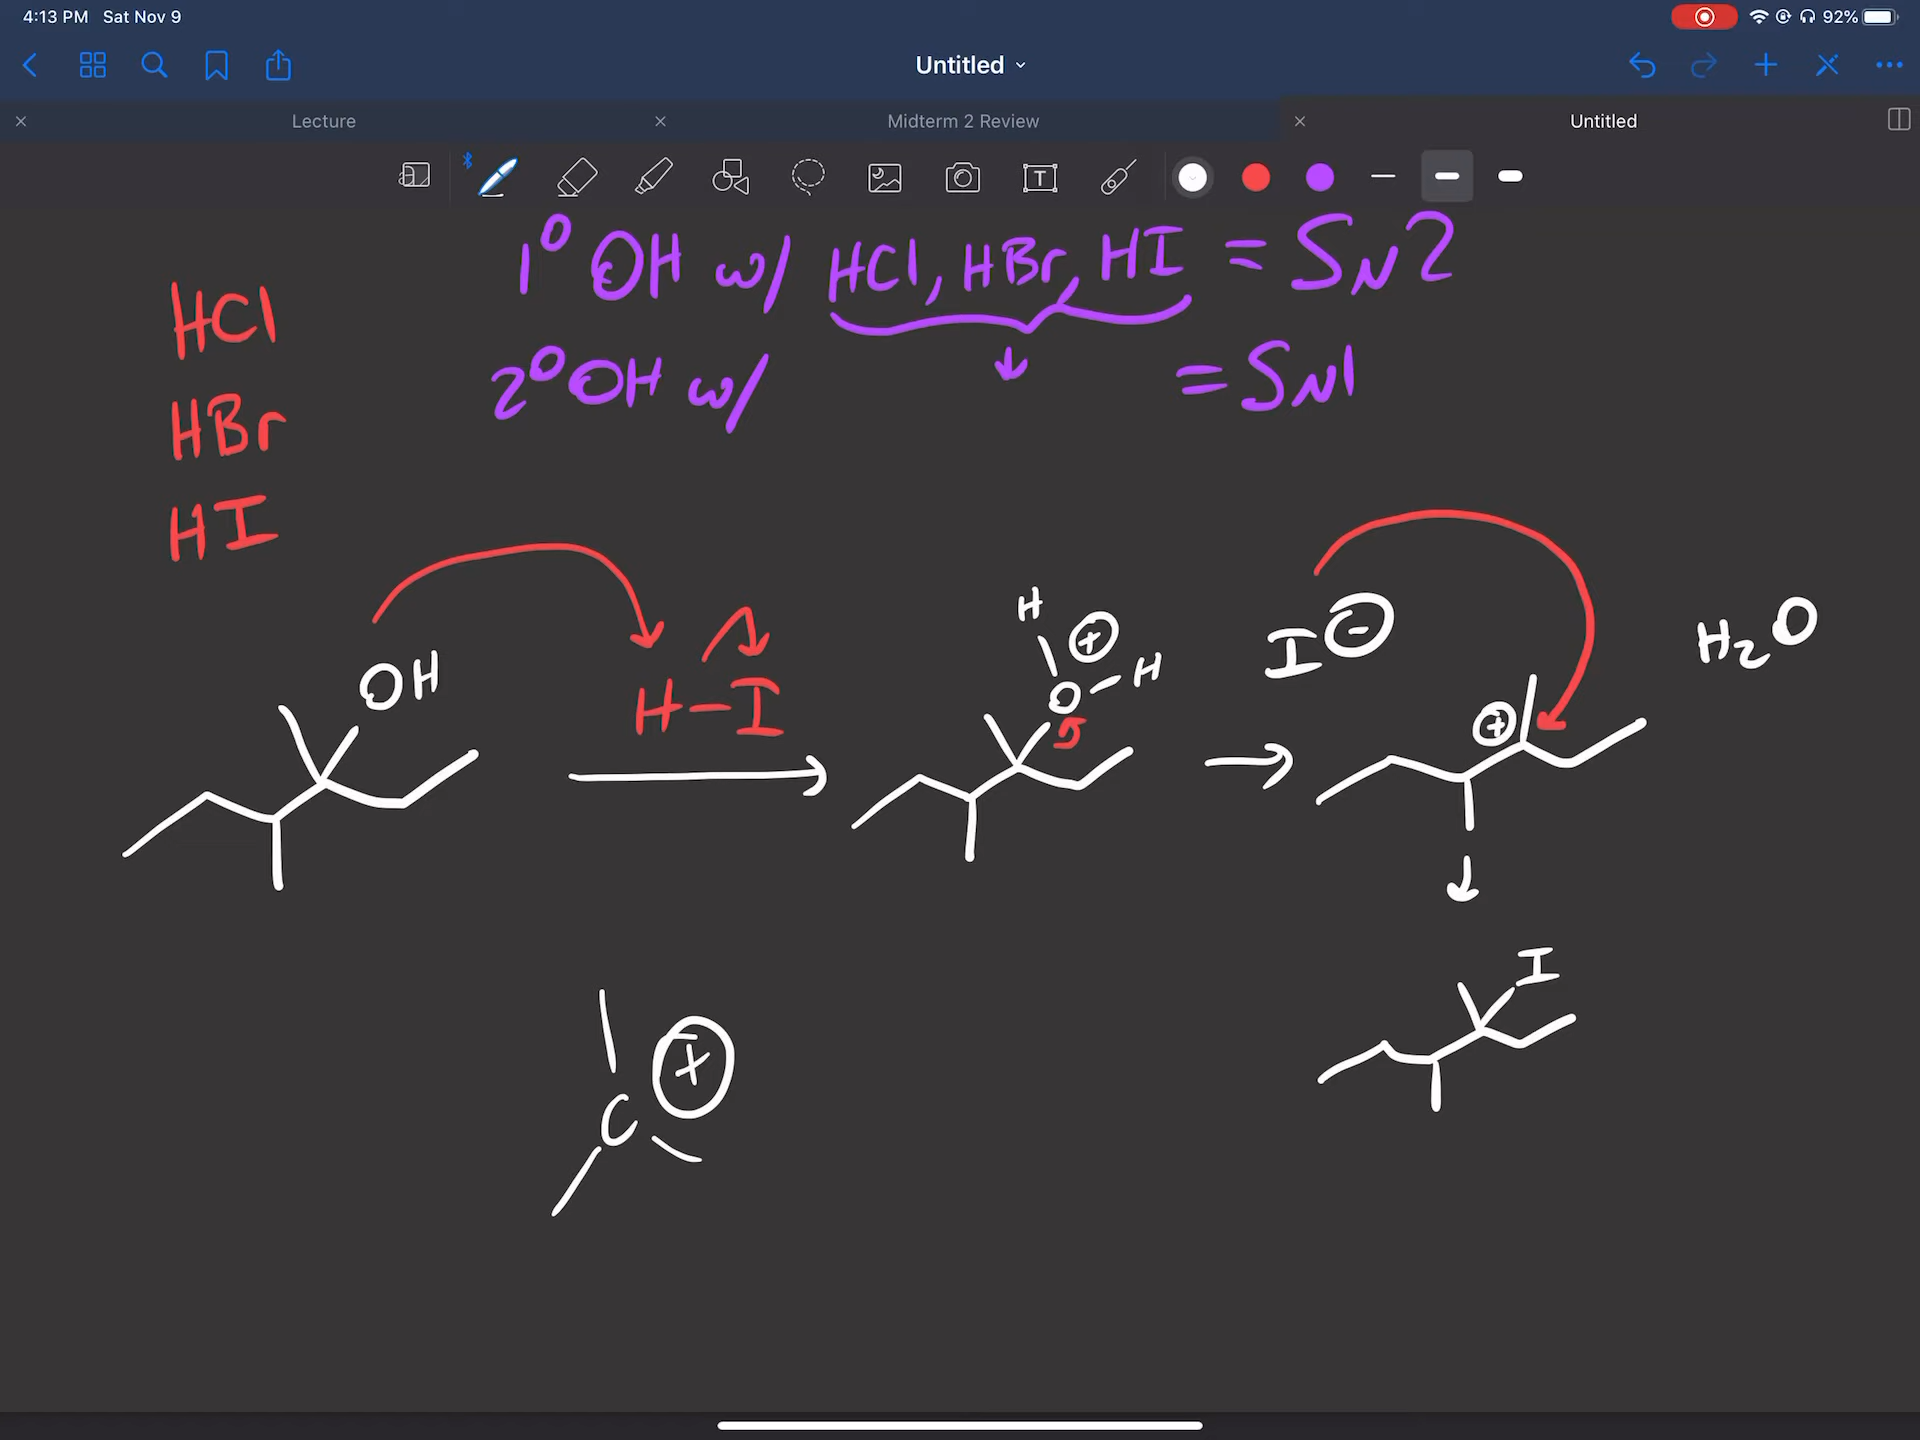 4:13 PM Sat Nov 9
92%
Untitled
Lecture
Midterm 2 Review
Untitled
T
1° OH w/ HCl, HBr, HI = SN2
2° OH w/ ↓ = SN1
HCl
HBr
HI
OH
H-I
H
⊕
O-H
I⊖
⊕
H2O
I
C ⊕